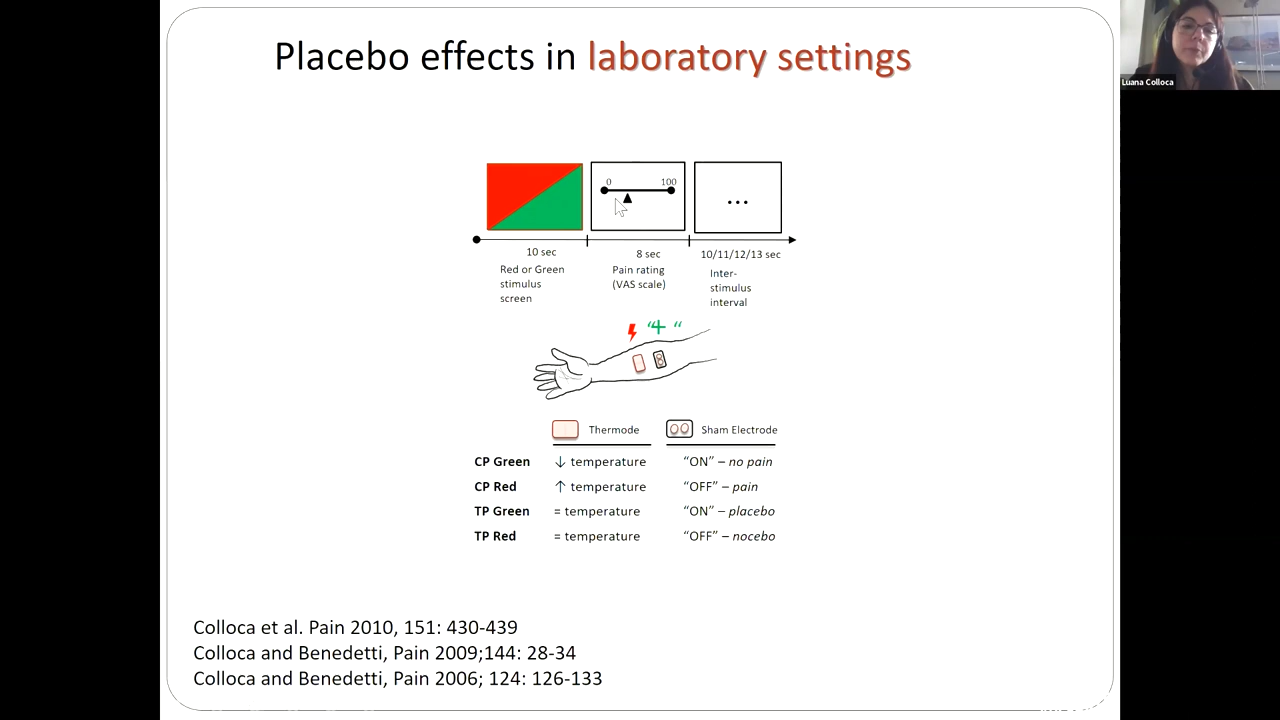 Placebo effects in laboratory settings
Luana Colloca
0 100
...
10 sec
8 sec
10/11/12/13 sec
Red or Green
stimulus
screen
Pain rating
(VAS scale)
Inter-
stimulus
interval
"4"
Thermode
Sham Electrode
CP Green ↓ temperature "ON" – no pain
CP Red ↑ temperature "OFF" – pain
TP Green = temperature "ON" – placebo
TP Red = temperature "OFF" – nocebo
Colloca et al. Pain 2010, 151: 430-439
Colloca and Benedetti, Pain 2009;144: 28-34
Colloca and Benedetti, Pain 2006; 124: 126-133